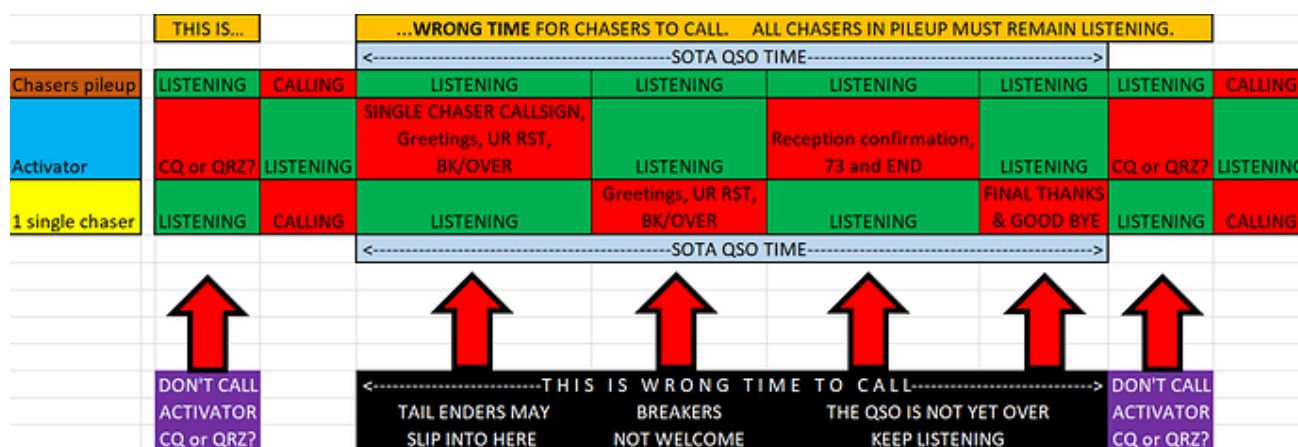 THIS IS...
...WRONG TIME FOR CHASERS TO CALL. ALL CHASERS IN PILEUP MUST REMAIN LISTENING.
<--------------------------------------------SOTA QSO TIME---------------------------------------->
Chasers pileup LISTENING CALLING LISTENING LISTENING LISTENING LISTENING LISTENING CALLING
SINGLE CHASER CALLSIGN,
Greetings, UR RST,
BK/OVER
Reception confirmation,
73 and END
Activator CQ or QRZ? LISTENING LISTENING LISTENING CQ or QRZ? LISTENING
Greetings, UR RST,
BK/OVER
FINAL THANKS
& GOOD BYE
1 single chaser LISTENING CALLING LISTENING LISTENING LISTENING CALLING
<--------------------------------------------SOTA QSO TIME---------------------------------------->
DON'T CALL
ACTIVATOR
CQ or QRZ?
<-------------------------THIS IS WRONG TIME TO CALL-------------------------->
TAIL ENDERS MAY
SLIP INTO HERE
BREAKERS
NOT WELCOME
THE QSO IS NOT YET OVER
KEEP LISTENING
DON'T CALL
ACTIVATOR
CQ or QRZ?